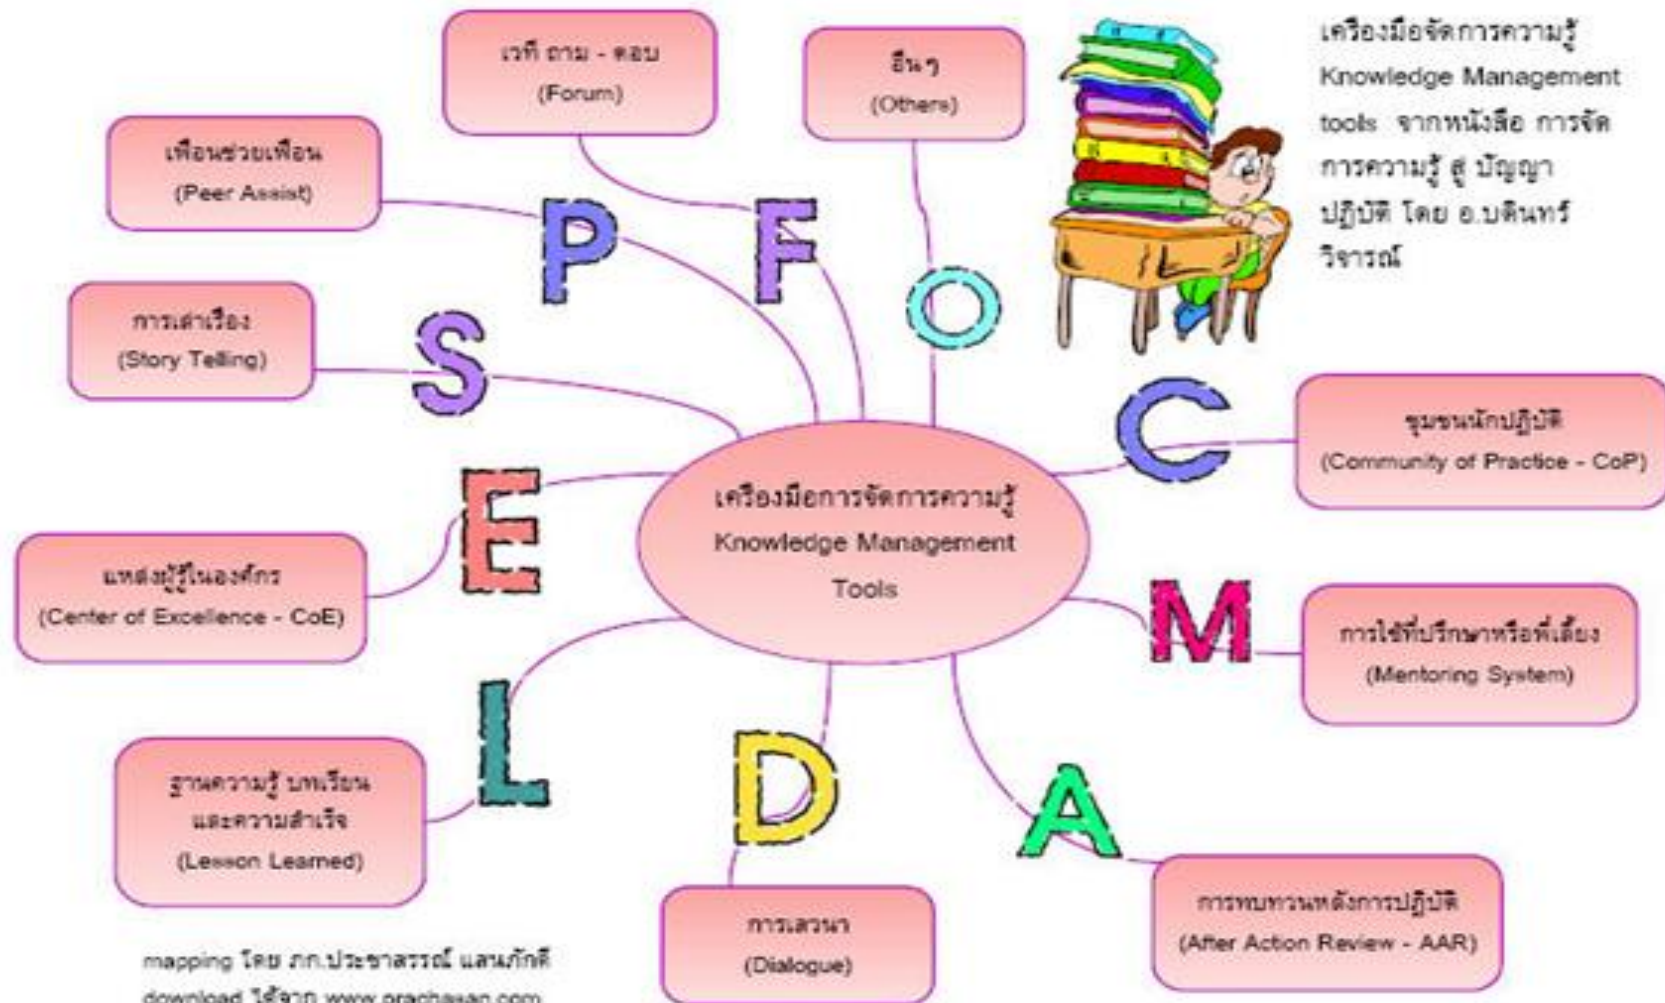 เวที ถาม - ตอบ
(Forum)
อื่นๆ
(Others)
เครื่องมือจัดการความรู้
Knowledge Management
tools จากหนังสือ การจัด
การความรู้ สู่ ปัญญา
ปฏิบัติ โดย อ.บดินทร์
วิจารณ์
เพื่อนช่วยเพื่อน
(Peer Assist)
P
F
O
การเล่าเรื่อง
(Story Telling)
S
C
ชุมชนนักปฏิบัติ
(Community of Practice - CoP)
E
เครื่องมือการจัดการความรู้
Knowledge Management
Tools
แหล่งผู้รู้ในองค์กร
(Center of Excellence - CoE)
M
การใช้ที่ปรึกษาหรือพี่เลี้ยง
(Mentoring System)
L
D
A
ฐานความรู้ บทเรียน
และความสำเร็จ
(Lesson Learned)
การเสวนา
(Dialogue)
การทบทวนหลังการปฏิบัติ
(After Action Review - AAR)
mapping โดย ภก.ประชาสรรณ์ แสนภักดี
download ได้จาก www.prachasan.com